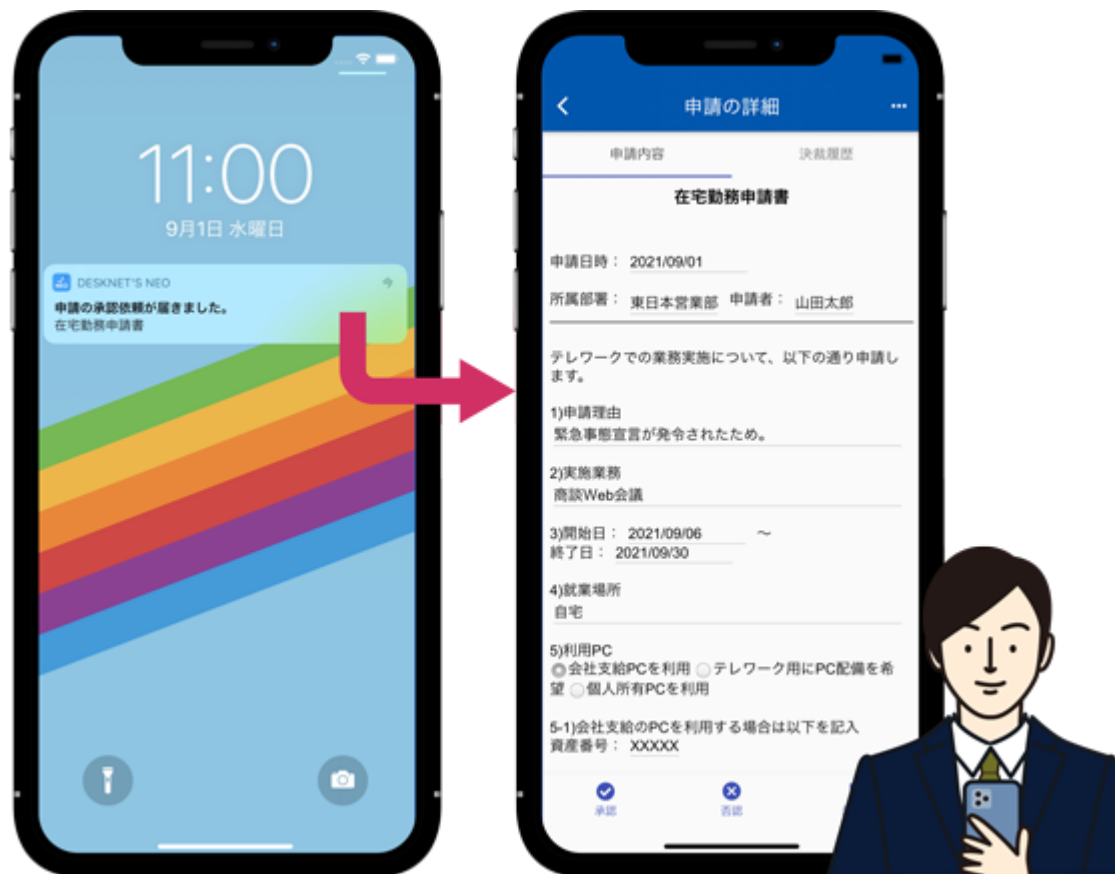 11:00
9月1日 水曜日
DESKNET'S NEO
申請の承認依頼が届きました。
在宅勤務申請書
申請の詳細
申請内容 決裁履歴
在宅勤務申請書
申請日時： 2021/09/01
所属部署： 東日本営業部 申請者： 山田太郎
テレワークでの業務実施について、以下の通り申請し
ます。
1)申請理由
緊急事態宣言が発令されたため。
2)実施業務
商談Web会議
3)開始日： 2021/09/06 ～
終了日： 2021/09/30
4)就業場所
自宅
5)利用PC
会社支給PCを利用 テレワーク用にPC配備を希
望 個人所有PCを利用
5-1)会社支給のPCを利用する場合は以下を記入
資産番号： XXXXX
承認 否認